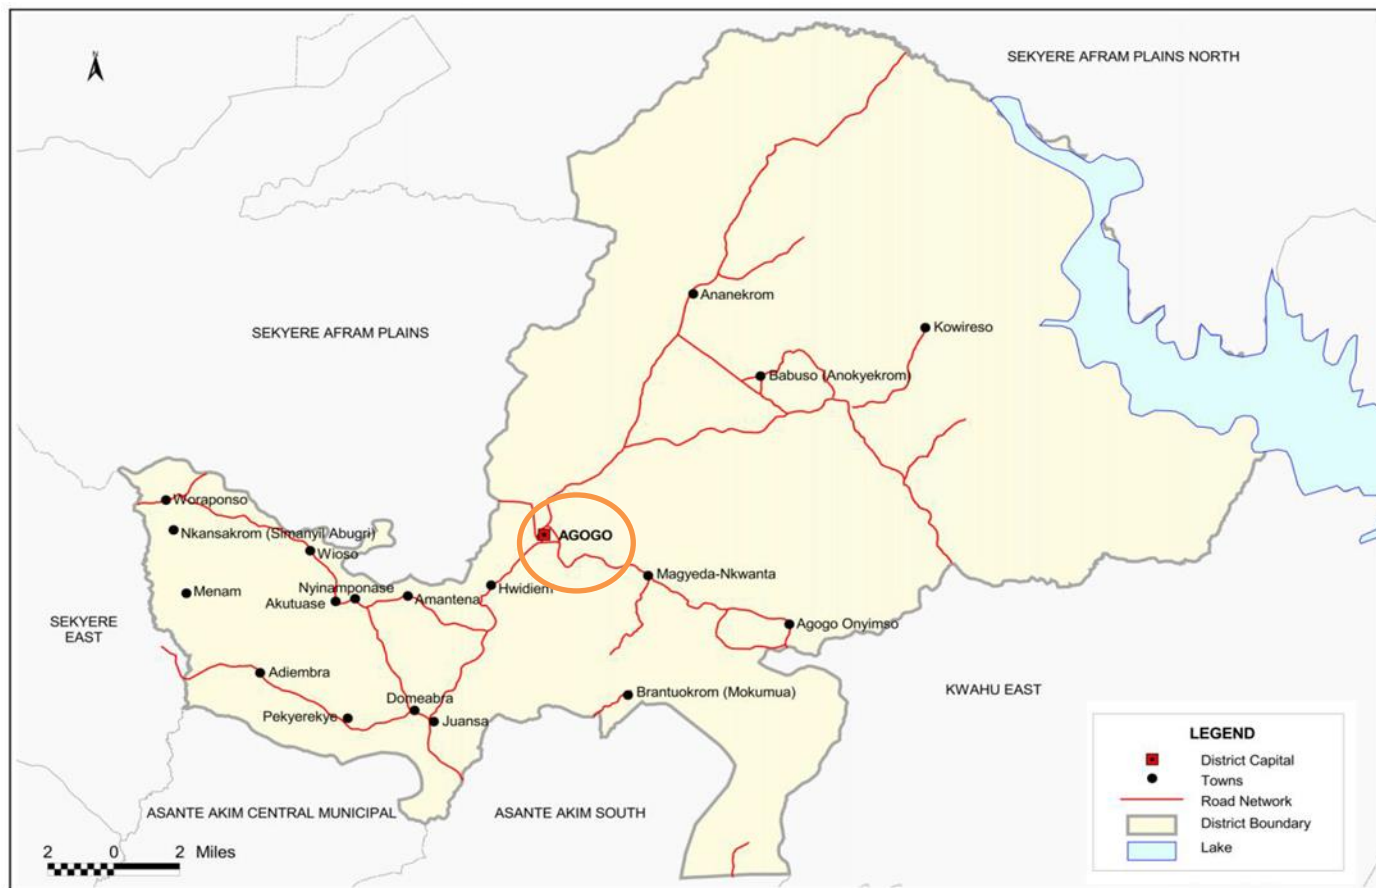 N
SEKYERE AFRAM PLAINS NORTH
Ananekrom
Kowireso
SEKYERE AFRAM PLAINS
Babuso (Anokyekrom)
Woraponso
Nkansakrom (Simanyil Abugri)
AGOGO
Wioso
Magyeda-Nkwanta
Menam
Nyinamponase
Hwidiem
Akutuase
Amantena
SEKYERE
EAST
Agogo Onyimso
Adiembra
KWAHU EAST
Brantuokrom (Mokumua)
Domeabra
Pekyerekye
Juansa
ASANTE AKIM CENTRAL MUNICIPAL
ASANTE AKIM SOUTH
2 0 2 Miles
LEGEND
District Capital
Towns
Road Network
District Boundary
Lake